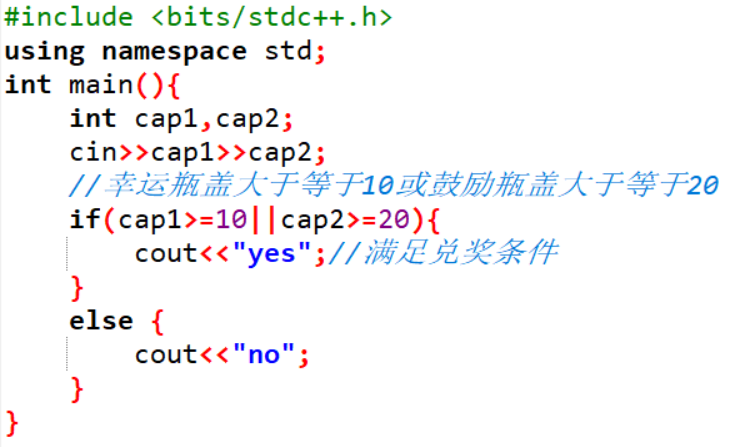 #include <bits/stdc++.h>
using namespace std;
int main(){
    int cap1,cap2;
    cin>>cap1>>cap2;
    //幸运瓶盖大于等于10或鼓励瓶盖大于等于20
    if(cap1>=10||cap2>=20){
        cout<<"yes";//满足兑奖条件
    }
    else {
        cout<<"no";
    }
}